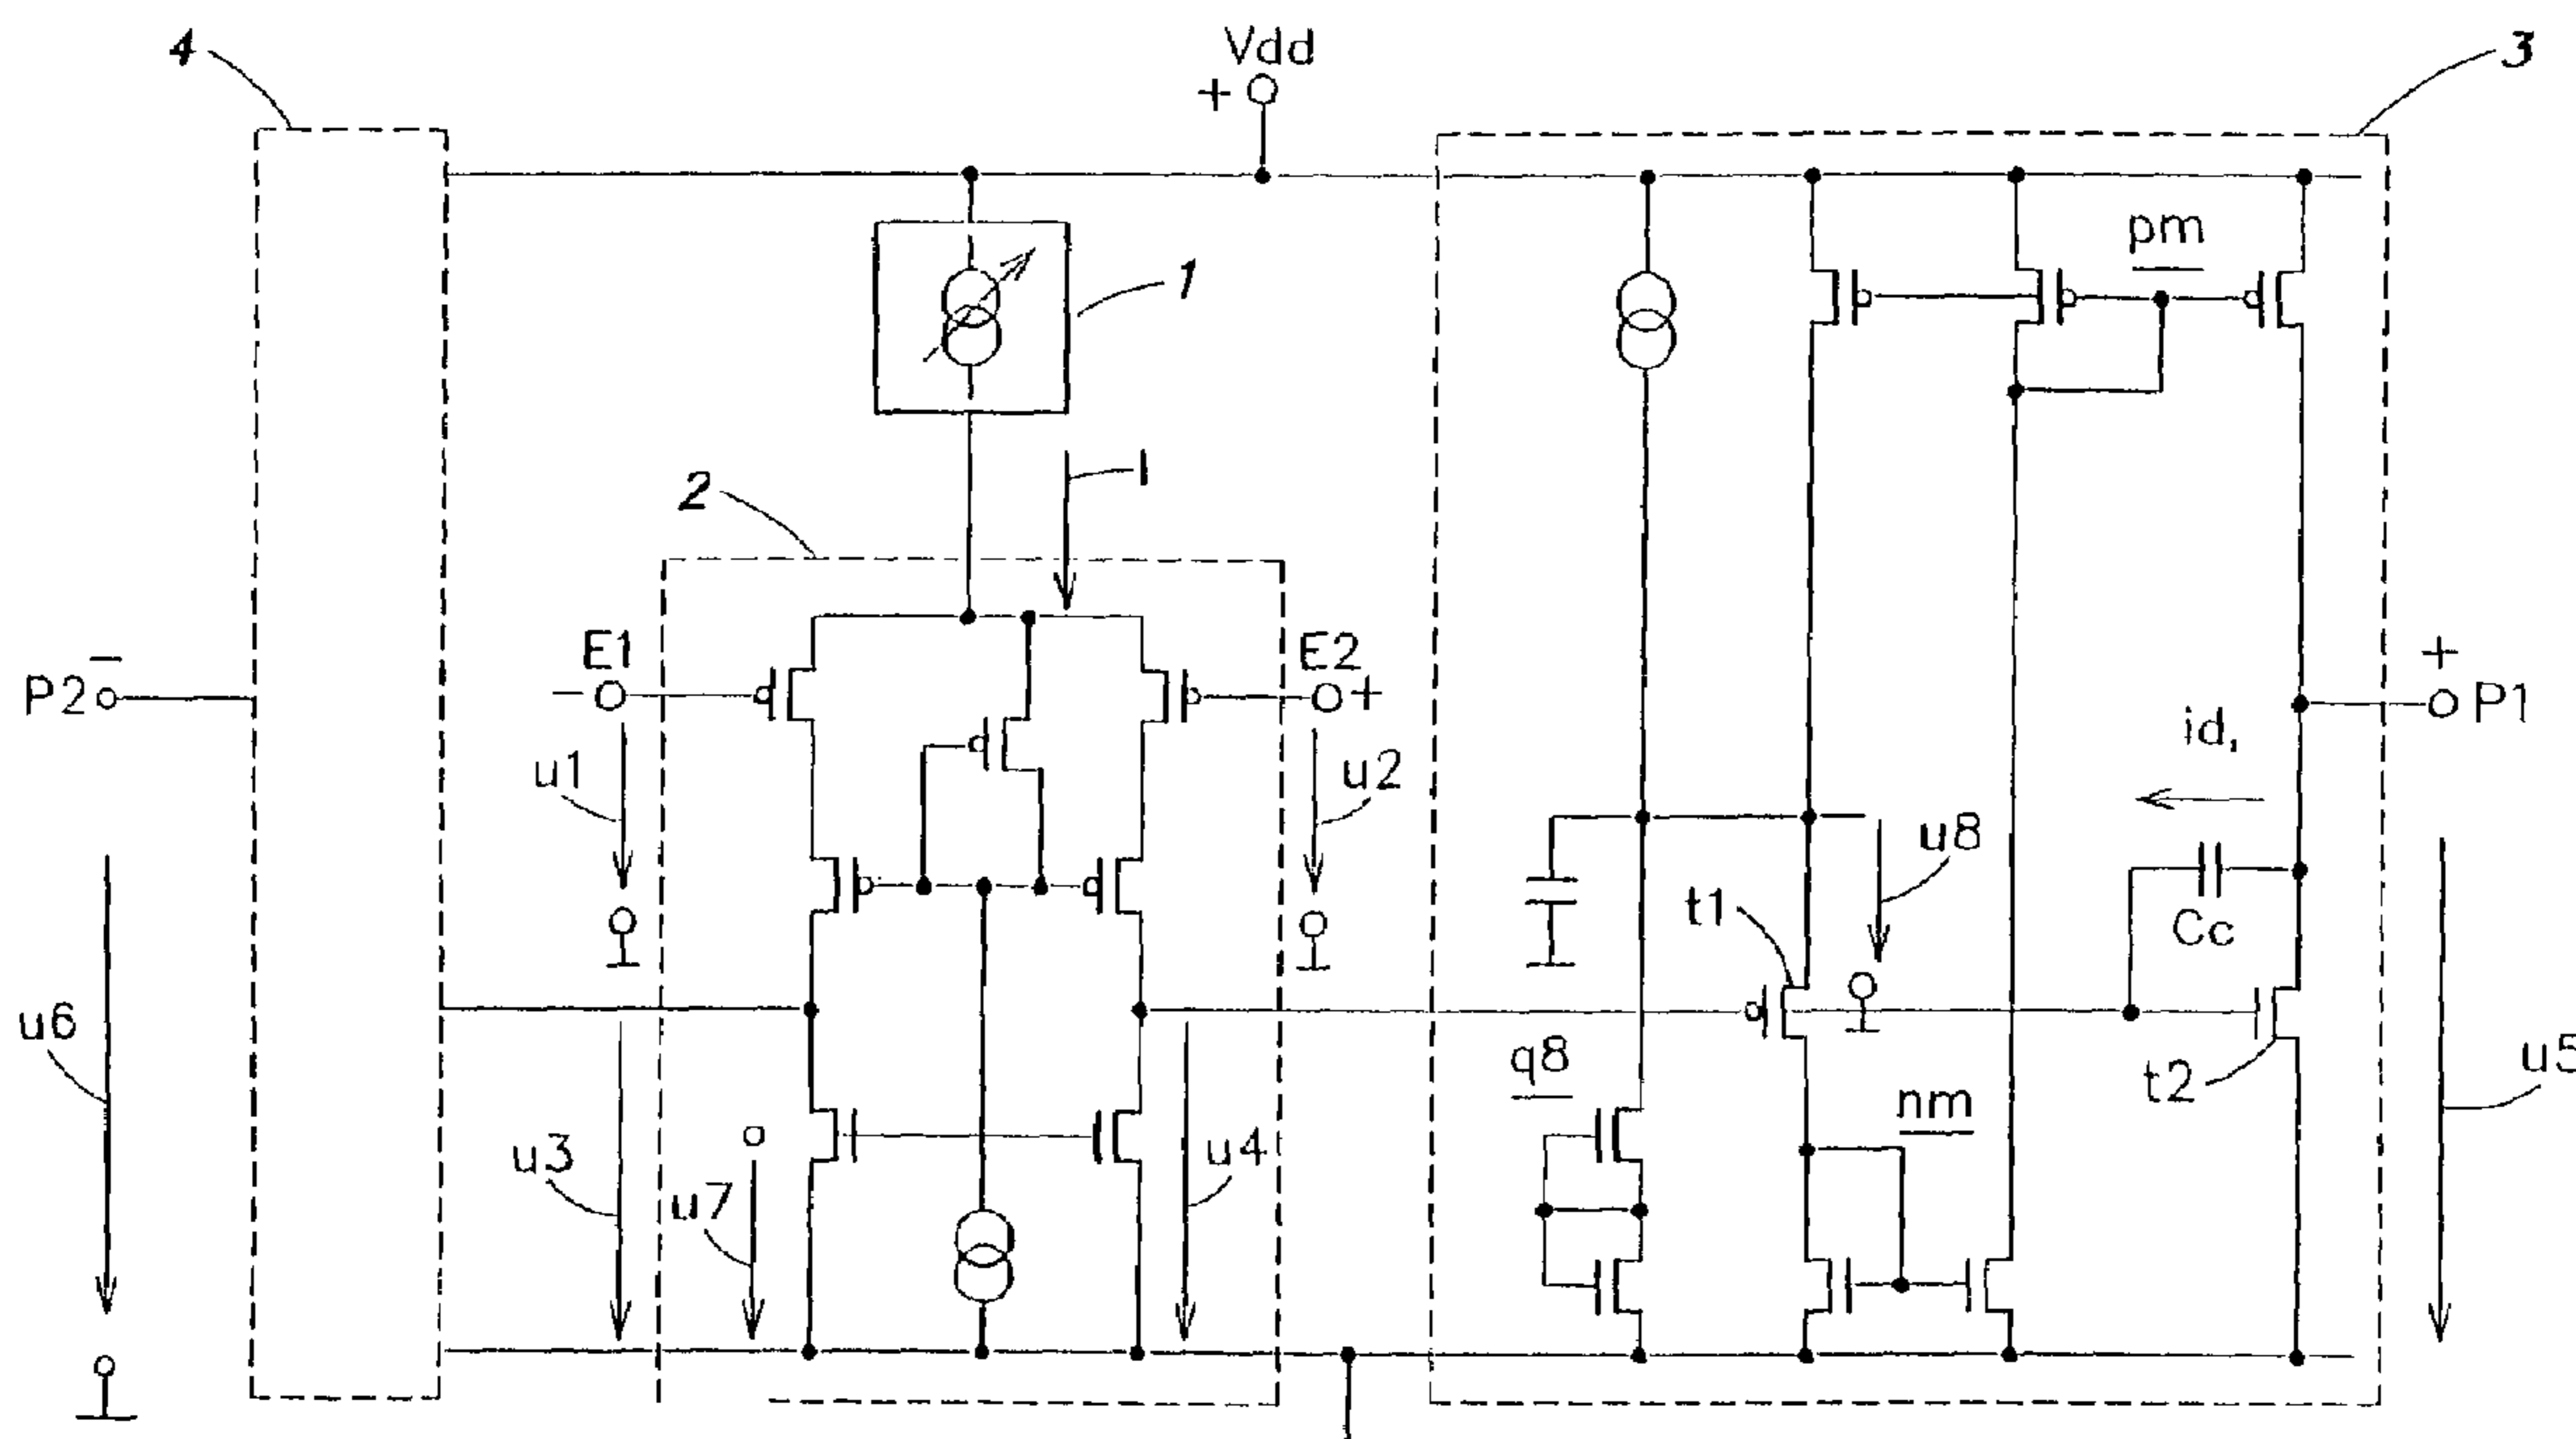 4
Vdd
+
3
pm
1
I
2
E1
-
E2
+
P2
-
+
P1
id,
u1
u2
u8
t1
Cc
u6
q8
t2
u5
nm
u3
u7
u4